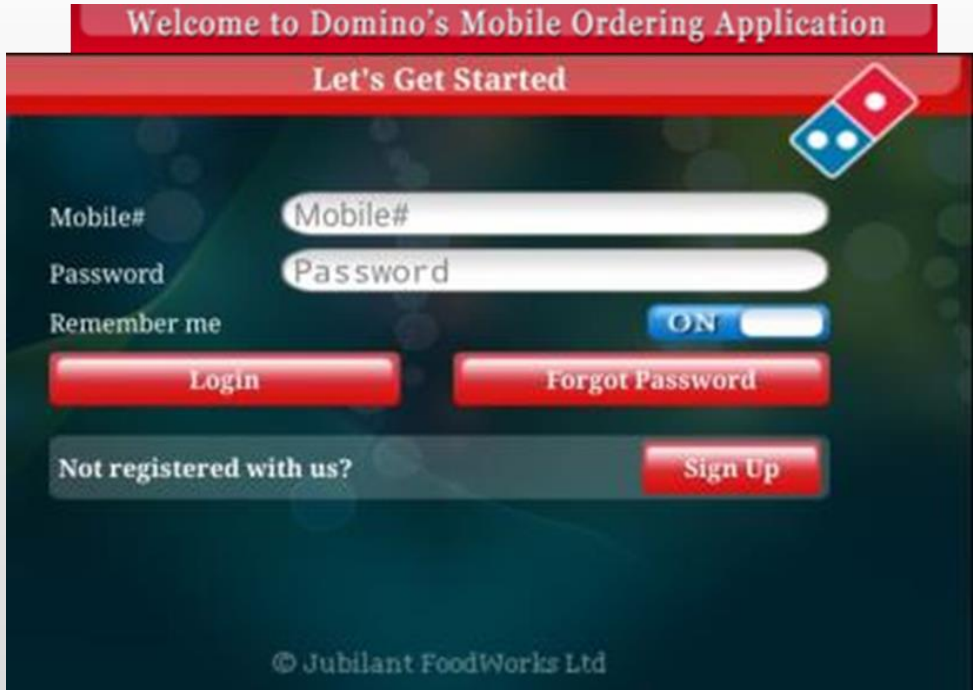 Welcome to Domino's Mobile Ordering Application
Let's Get Started
Mobile# Mobile#
Password Password
Remember me ON
Login Forgot Password
Not registered with us? Sign Up
© Jubilant FoodWorks Ltd